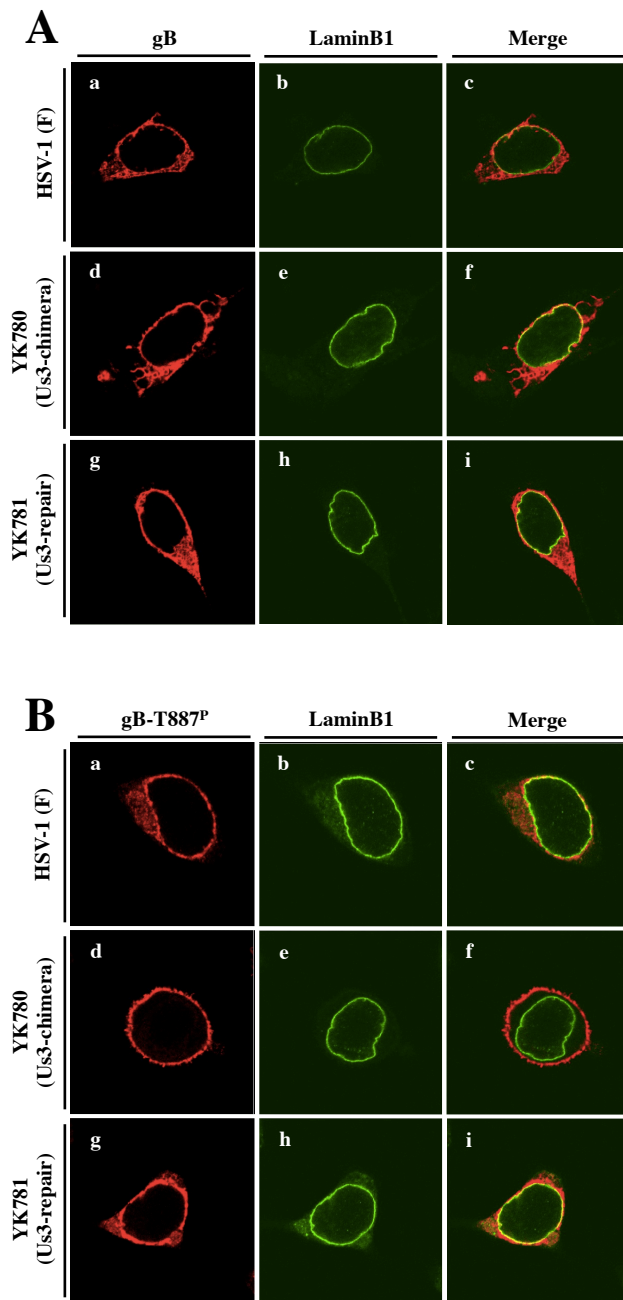 A
gB LaminB1 Merge
HSV-1 (F)
a b c
YK780
(Us3-chimera)
d e f
YK781
(Us3-repair)
g h i
B
gB-T887ᴾ LaminB1 Merge
HSV-1 (F)
a b c
YK780
(Us3-chimera)
d e f
YK781
(Us3-repair)
g h i